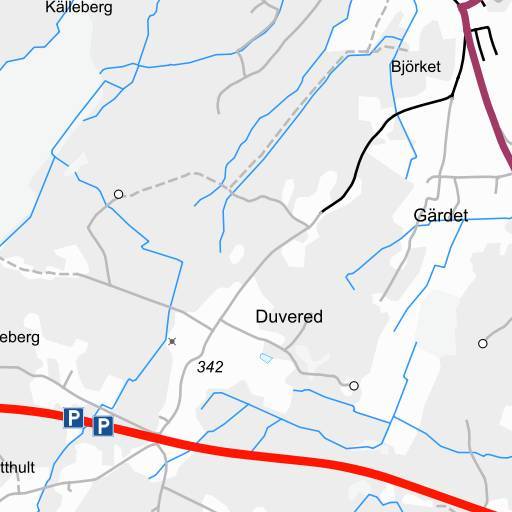 Källeberg
Björket
Gärdet
Duvered
eberg
342
P
P
tthult